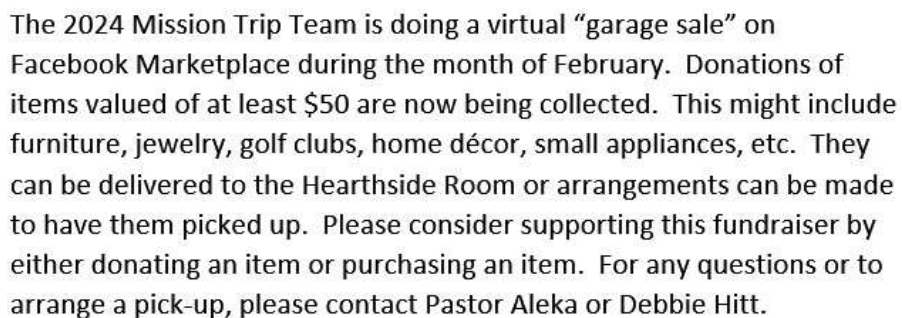 The 2024 Mission Trip Team is doing a virtual “garage sale” on
Facebook Marketplace during the month of February.  Donations of
items valued of at least $50 are now being collected.  This might include
furniture, jewelry, golf clubs, home décor, small appliances, etc.  They
can be delivered to the Hearthside Room or arrangements can be made
to have them picked up.  Please consider supporting this fundraiser by
either donating an item or purchasing an item.  For any questions or to
arrange a pick-up, please contact Pastor Aleka or Debbie Hitt.